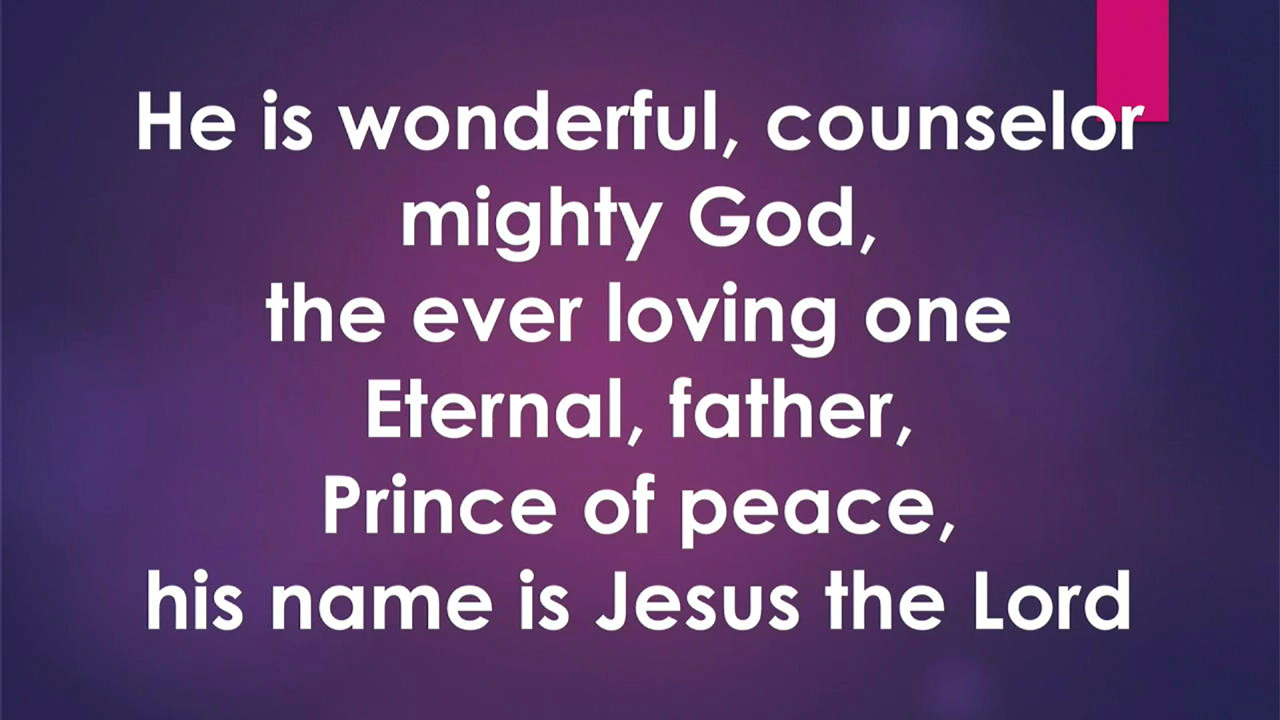 He is wonderful, counselor
mighty God,
the ever loving one
Eternal, father,
Prince of peace,
his name is Jesus the Lord